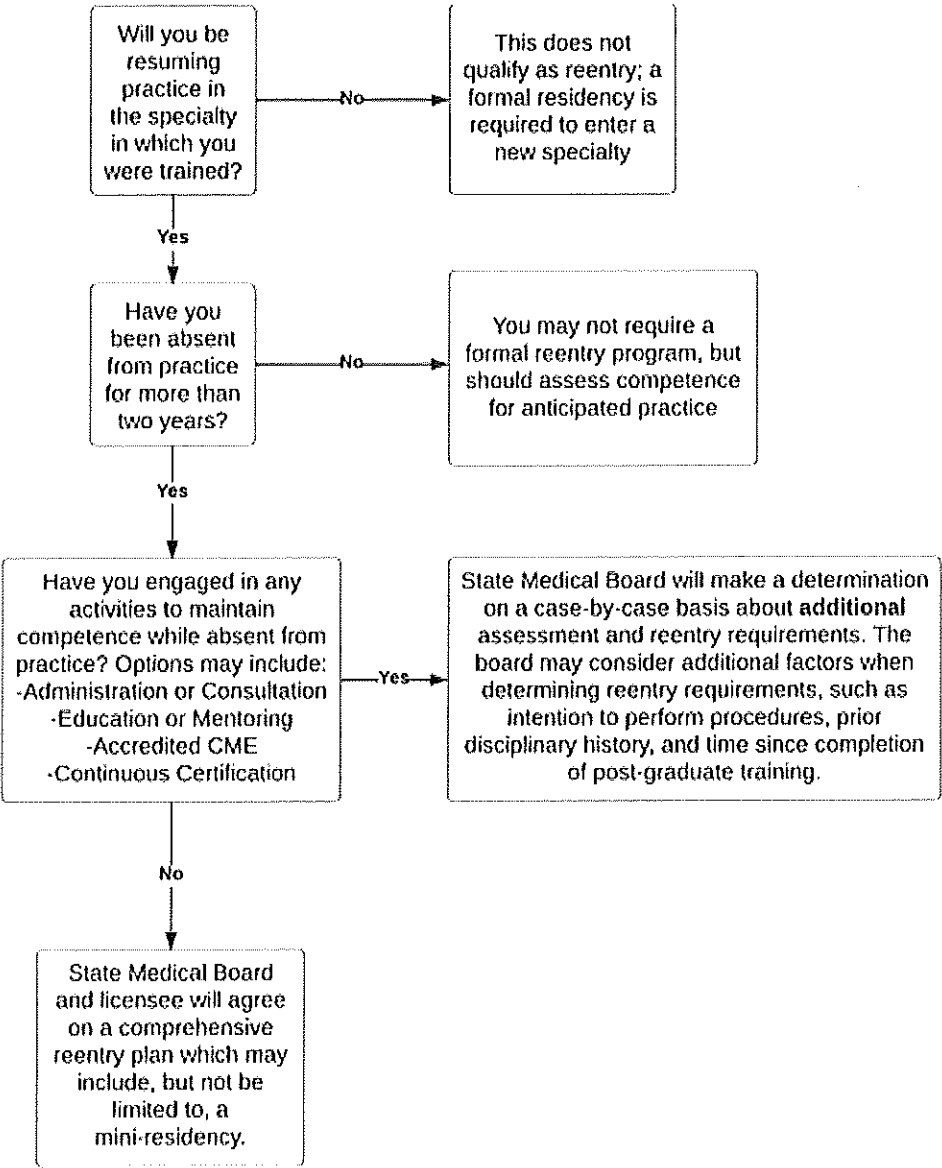 Will you be
resuming
practice in
the specialty
in which you
were trained?
No
This does not
qualify as reentry; a
formal residency is
required to enter a
new specialty
Yes
Have you
been absent
from practice
for more than
two years?
No
You may not require a
formal reentry program, but
should assess competence
for anticipated practice
Yes
Have you engaged in any
activities to maintain
competence while absent from
practice? Options may include:
-Administration or Consultation
-Education or Mentoring
-Accredited CME
-Continuous Certification
Yes
State Medical Board will make a determination
on a case-by-case basis about additional
assessment and reentry requirements. The
board may consider additional factors when
determining reentry requirements, such as
intention to perform procedures, prior
disciplinary history, and time since completion
of post-graduate training.
No
State Medical Board
and licensee will agree
on a comprehensive
reentry plan which may
include, but not be
limited to, a
mini-residency.